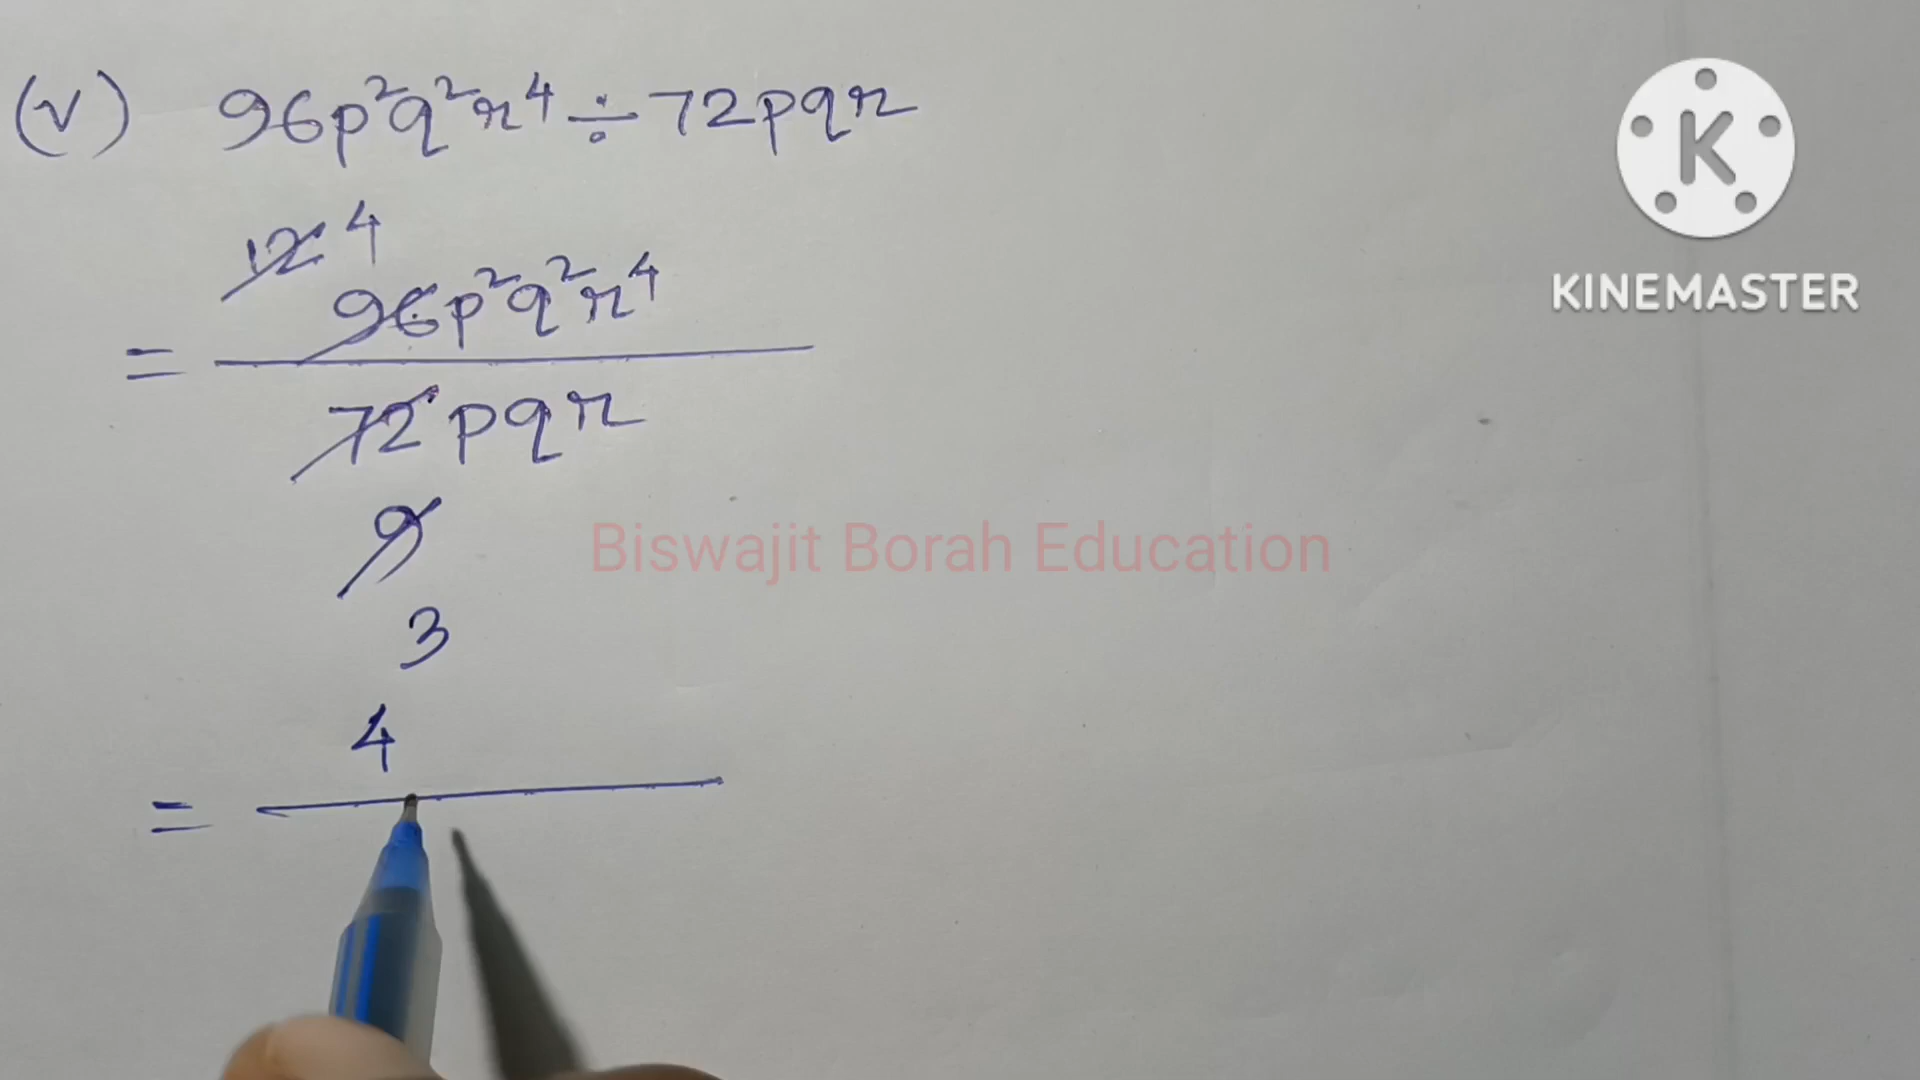 (v) 96p²q²r⁴ ÷ 72pqr
12 4
= 96p²q²r⁴
72pqr
9
3
= 4
K
KINEMASTER
Biswajit Borah Education